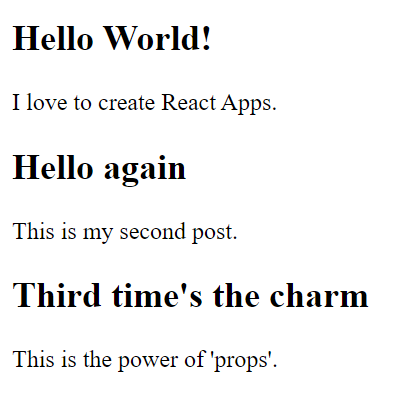 Hello World!
I love to create React Apps.
Hello again
This is my second post.
Third time's the charm
This is the power of 'props'.